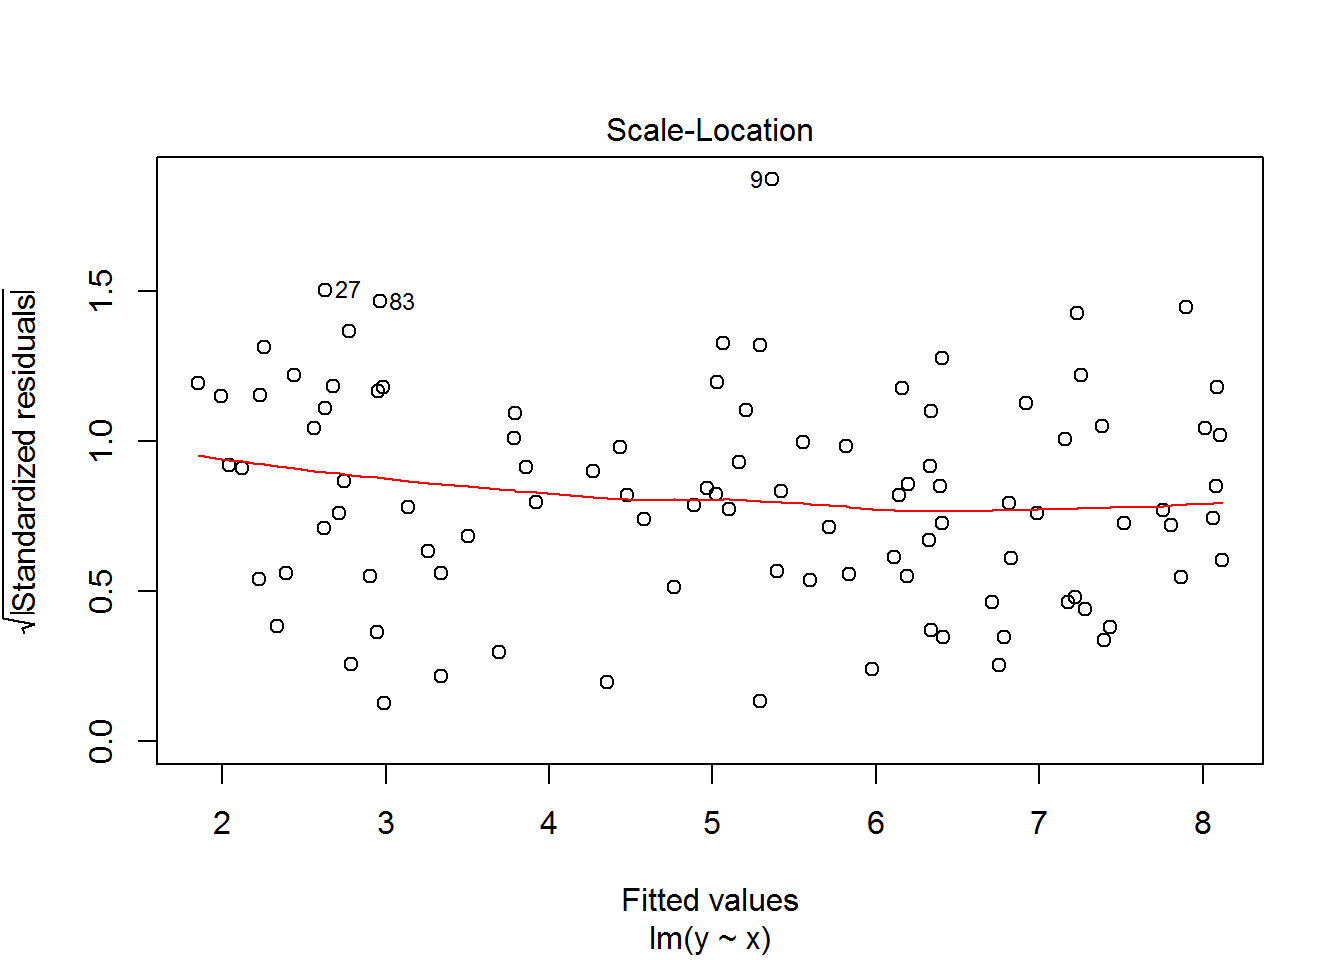 Scale-Location
9
27
83
√|Standardized residuals|
1.5
1.0
0.5
0.0
2 3 4 5 6 7 8
Fitted values
lm(y ~ x)